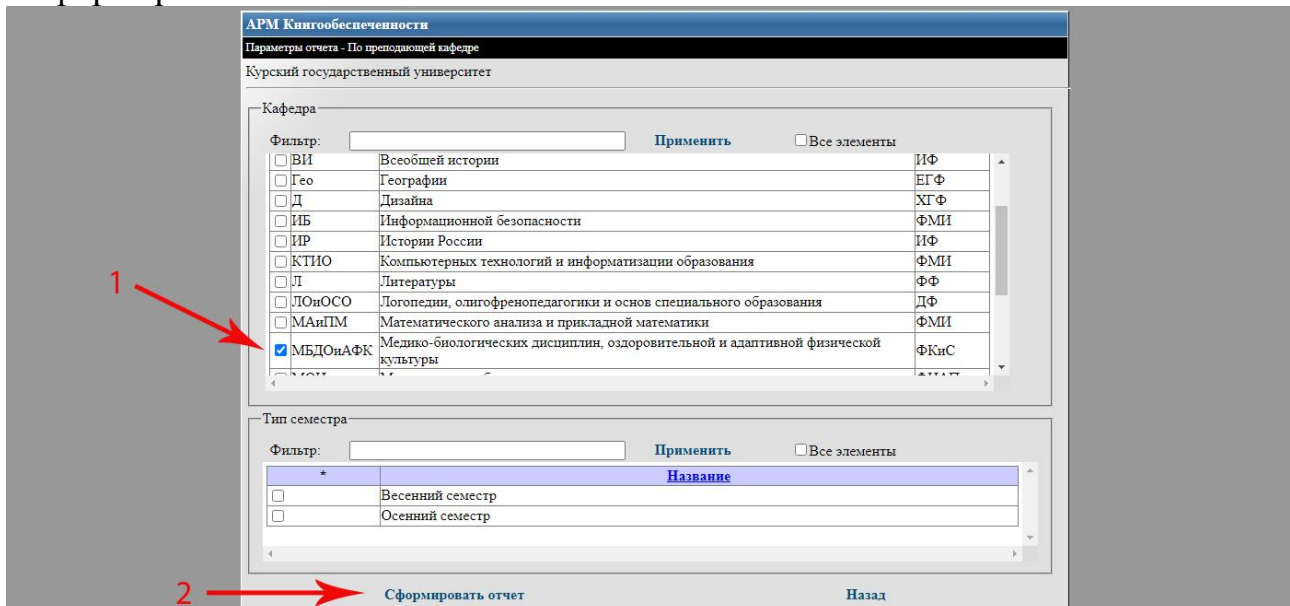 АРМ Книгообеспеченности
Параметры отчета - По преподающей кафедре
Курский государственный университет
Кафедра
Фильтр: Применить Все элементы
ВИ Всеобщей истории ИФ
Гео Географии ЕГФ
Д Дизайна ХГФ
ИБ Информационной безопасности ФМИ
ИР Истории России ИФ
КТИО Компьютерных технологий и информатизации образования ФМИ
1
Л Литературы ФФ
ЛОиОСО Логопедии, олигофренопедагогики и основ специального образования ДФ
МАиПМ Математического анализа и прикладной математики ФМИ
МБДОиАФК Медико-биологических дисциплин, оздоровительной и адаптивной физической культуры ФКиС
Тип семестра
Фильтр: Применить Все элементы
* Название
Весенний семестр
Осенний семестр
2 Сформировать отчет Назад